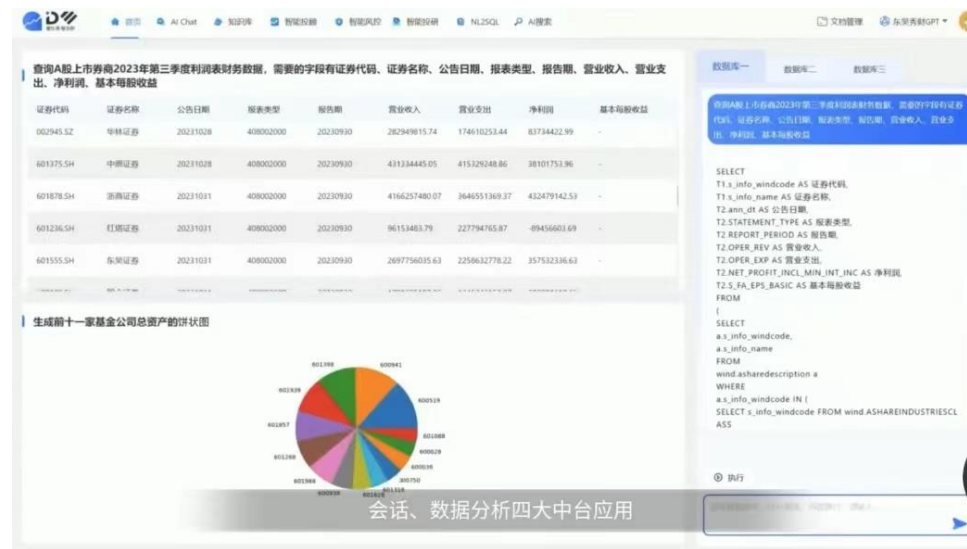 首页
AI Chat
知识库
智能投顾
智能风控
智能投研
NL2SQL
AI搜索
文档管理
东吴秀财GPT
查询A股上市券商2023年第三季度利润表财务数据，需要的字段有证券代码、证券名称、公告日期、报表类型、报告期、营业收入、营业支
出、净利润、基本每股收益
证券代码 证券名称 公告日期 报表类型 报告期 营业收入 营业支出 净利润 基本每股收益
002945.SZ 华林证券 20231028 408002000 20230930 282949815.74 174610253.44 83734422.99 -
601375.SH 中原证券 20231028 408002000 20230930 431334445.05 415329248.86 38101753.96 -
601878.SH 浙商证券 20231031 408002000 20230930 4166257480.07 3646551369.37 432479142.53 -
601236.SH 红塔证券 20231031 408002000 20230930 96153483.79 227794765.87 -89456603.69 -
601555.SH 东吴证券 20231031 408002000 20230930 2697756035.63 2258632778.22 357532336.63 -
生成前十一家基金公司总资产的饼状图
601398
600941
601939
600519
601857
601088
600028
601288
600036
300750
601988
601318
600938
601628
会话、数据分析四大中台应用
数据库一
数据库二
数据库三
查询A股上市券商2023年第三季度利润表财务数据，需要的字段有证券
代码、证券名称、公告日期、报表类型、报告期、营业收入、营业支
出、净利润、基本每股收益
SELECT
T1.s_info_windcode AS 证券代码,
T1.s_info_name AS 证券名称,
T2.ann_dt AS 公告日期,
T2.STATEMENT_TYPE AS 报表类型,
T2.REPORT_PERIOD AS 报告期,
T2.OPER_REV AS 营业收入,
T2.OPER_EXP AS 营业支出,
T2.NET_PROFIT_INCL_MIN_INT_INC AS 净利润,
T2.S_FA_EPS_BASIC AS 基本每股收益
FROM
(
SELECT
a.s_info_windcode,
a.s_info_name
FROM
wind.asharedescription a
WHERE
a.s_info_windcode IN (
SELECT s_info_windcode FROM wind.ASHAREINDUSTRIESCL
ASS
执行